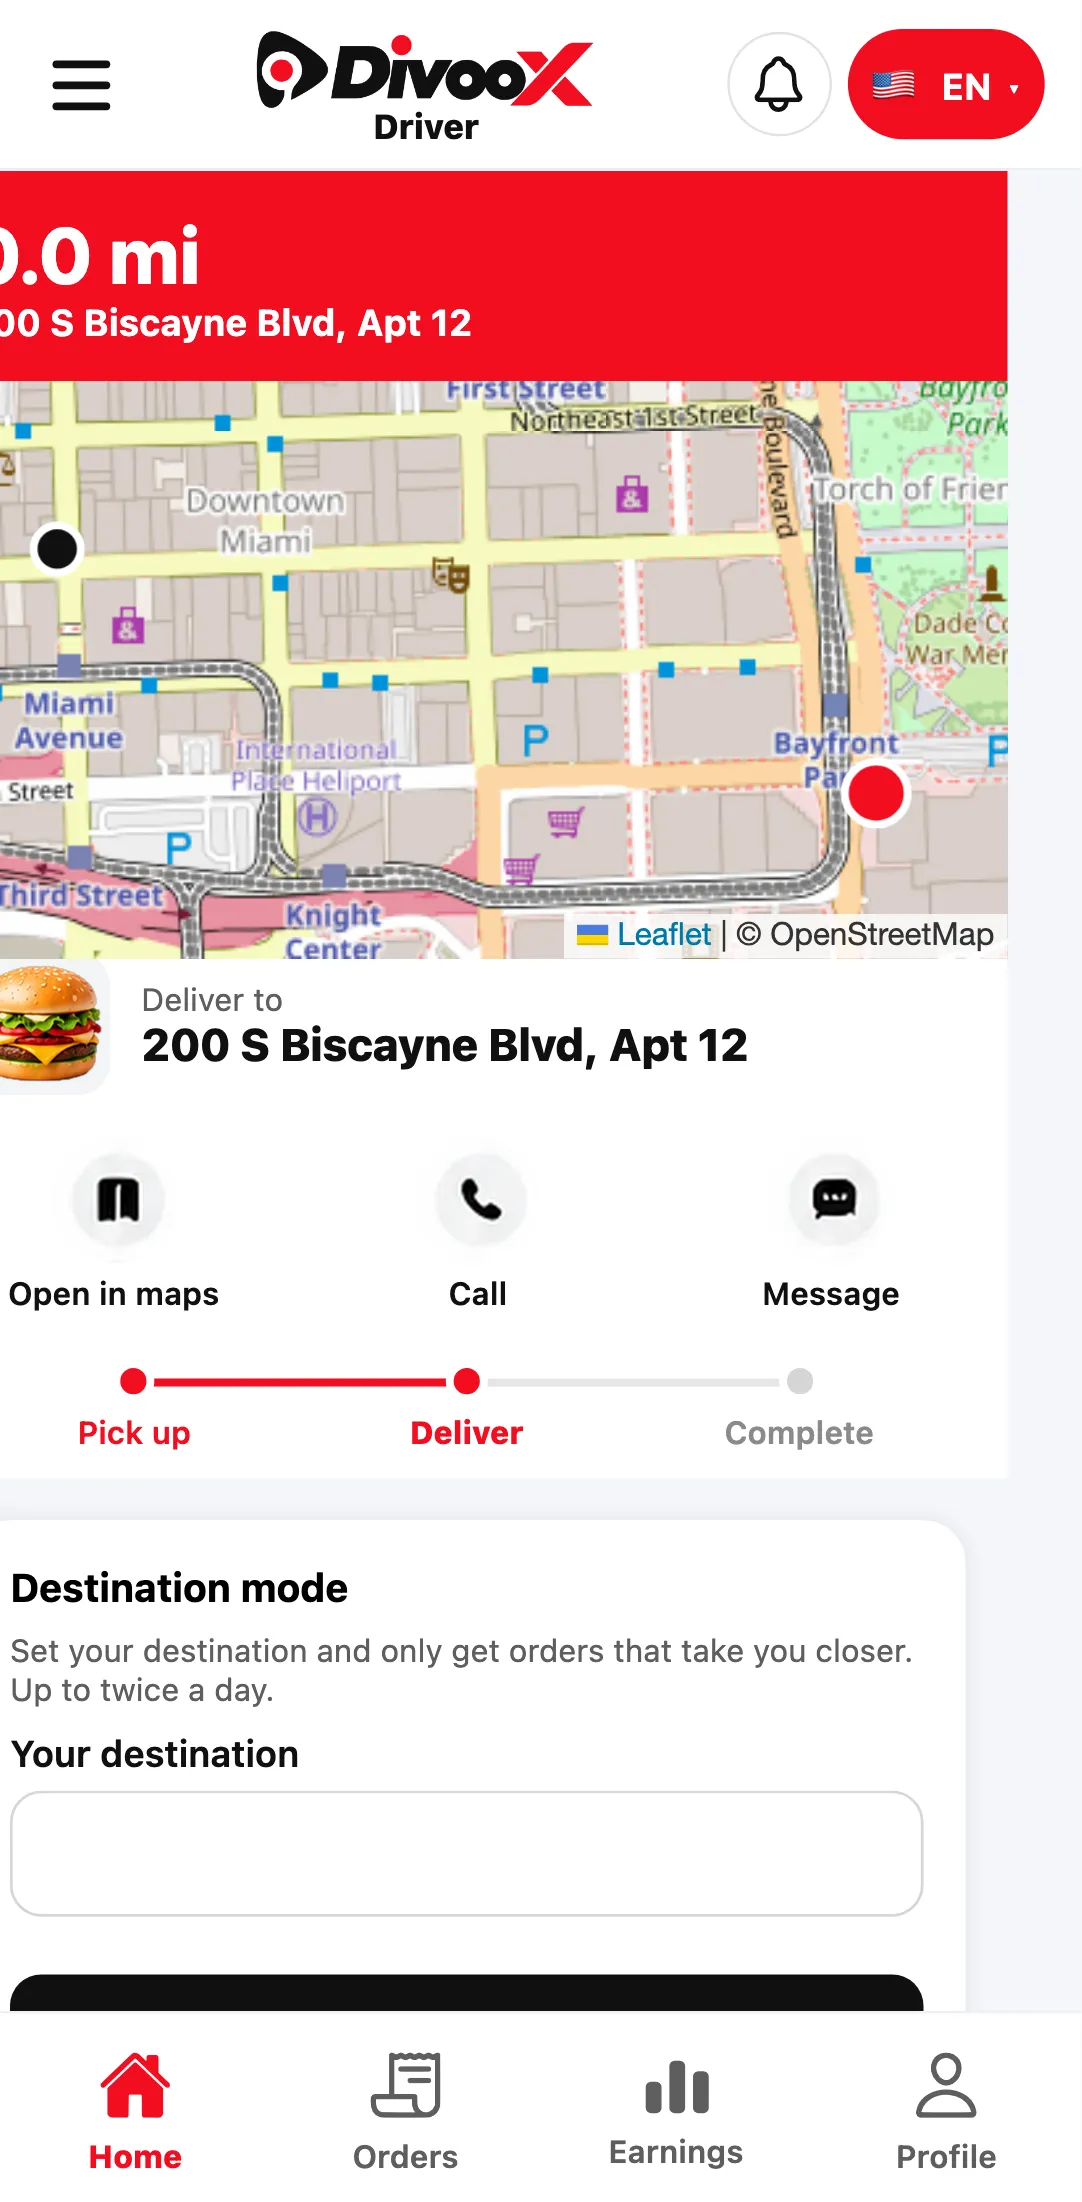 DivooX
Driver
EN
0.0 mi
00 S Biscayne Blvd, Apt 12
First Street
Northeast 1st Street
Boulevard
Bayfro
Park
Downtown
Miami
Torch of Frien
Dade Co
War Mer
Miami
Avenue
International
Place Heliport
H
Street
P
P
P
Bayfront
Par
Third Street
Knight
Center
Leaflet | © OpenStreetMap
Deliver to
200 S Biscayne Blvd, Apt 12
Open in maps
Call
Message
Pick up
Deliver
Complete
Destination mode
Set your destination and only get orders that take you closer.
Up to twice a day.
Your destination
Home
Orders
Earnings
Profile